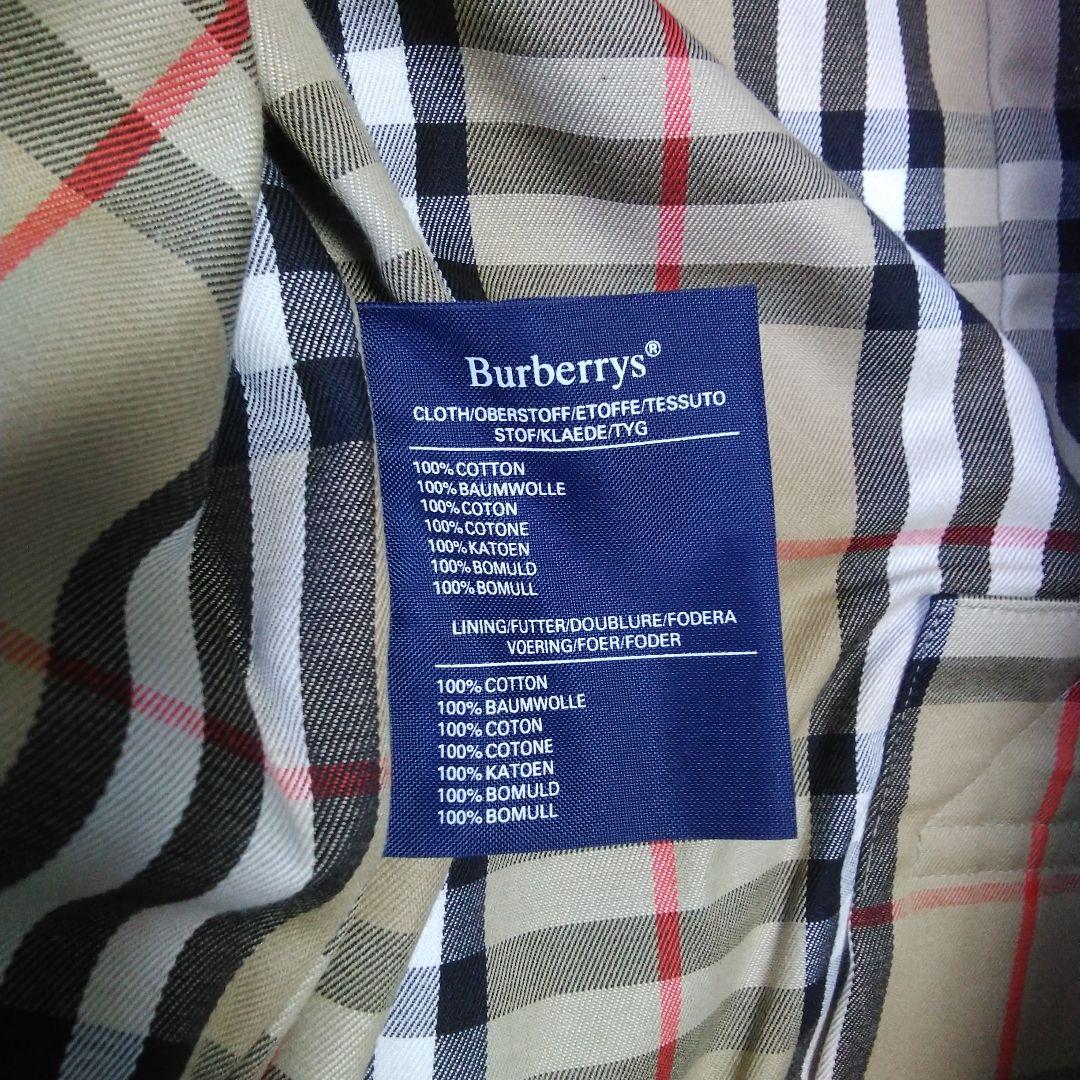 Burberrys®
CLOTH/OBERSTOFF/ETOFFE/TESSUTO
STOF/KLAEDE/TYG
100% COTTON
100% BAUMWOLLE
100% COTON
100% COTONE
100% KATOEN
100% BOMULD
100% BOMULL
LINING/FUTTER/DOUBLURE/FODERA
VOERING/FOER/FODER
100% COTTON
100% BAUMWOLLE
100% COTON
100% COTONE
100% KATOEN
100% BOMULD
100% BOMULL